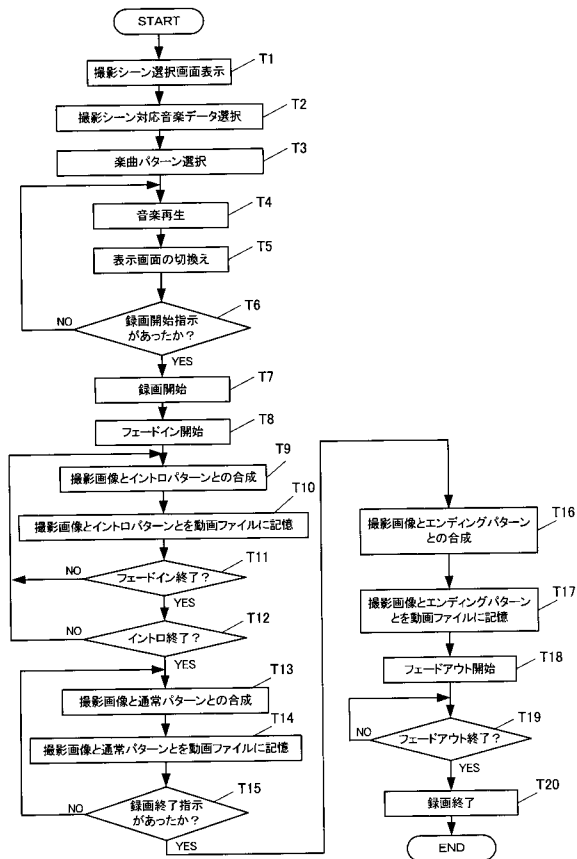 START
撮影シーン選択画面表示
T1
撮影シーン対応音楽データ選択
T2
楽曲パターン選択
T3
音楽再生
T4
表示画面の切換え
T5
録画開始指示
があったか?
T6
NO
YES
録画開始
T7
フェードイン開始
T8
撮影画像とイントロパターンとの合成
T9
撮影画像とイントロパターンとを動画ファイルに記憶
T10
フェードイン終了?
T11
NO
YES
イントロ終了?
T12
NO
YES
撮影画像と通常パターンとの合成
T13
撮影画像と通常パターンとを動画ファイルに記憶
T14
録画終了指示
があったか?
T15
NO
YES
撮影画像とエンディングパターン
との合成
T16
撮影画像とエンディングパターン
とを動画ファイルに記憶
T17
フェードアウト開始
T18
フェードアウト終了?
T19
NO
YES
録画終了
T20
END